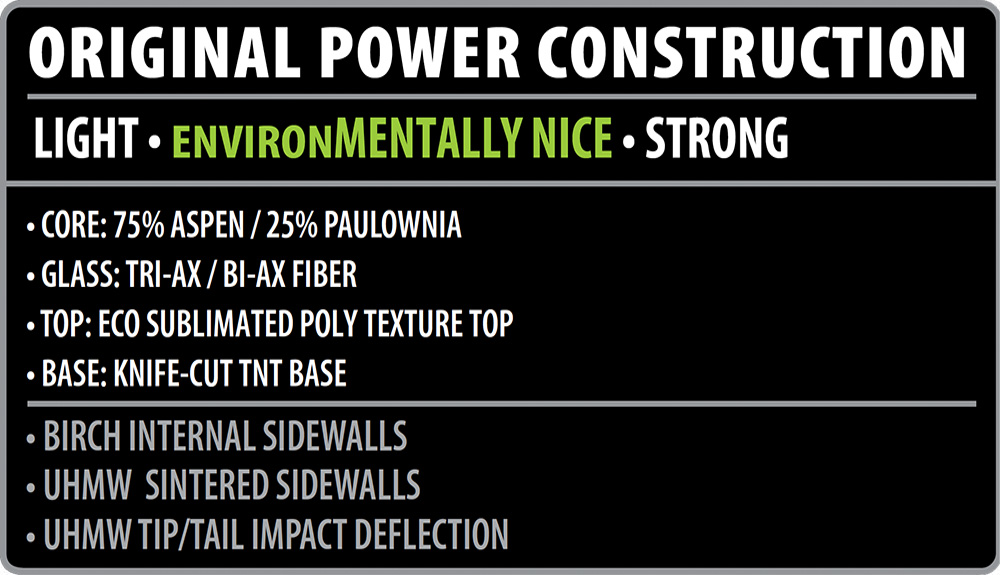 ORIGINAL POWER CONSTRUCTION
LIGHT • ENVIRONMENTALLY NICE • STRONG
• CORE: 75% ASPEN / 25% PAULOWNIA
• GLASS: TRI-AX / BI-AX FIBER
• TOP: ECO SUBLIMATED POLY TEXTURE TOP
• BASE: KNIFE-CUT TNT BASE
• BIRCH INTERNAL SIDEWALLS
• UHMW SINTERED SIDEWALLS
• UHMW TIP/TAIL IMPACT DEFLECTION